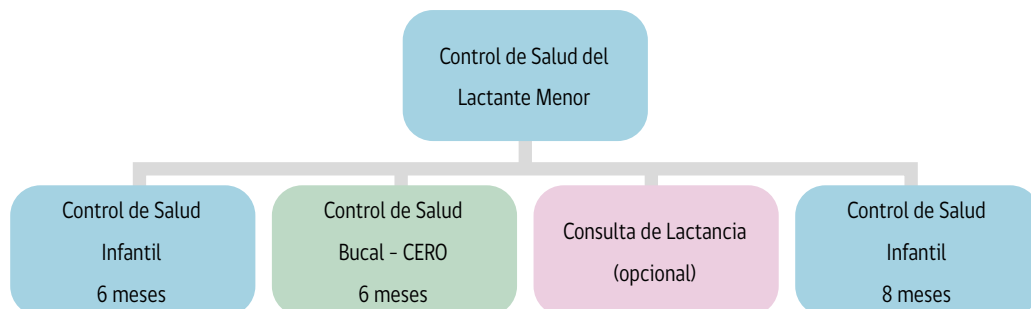 Control de Salud del
Lactante Menor
Control de Salud
Infantil
6 meses
Control de Salud
Bucal – CERO
6 meses
Consulta de Lactancia
(opcional)
Control de Salud
Infantil
8 meses